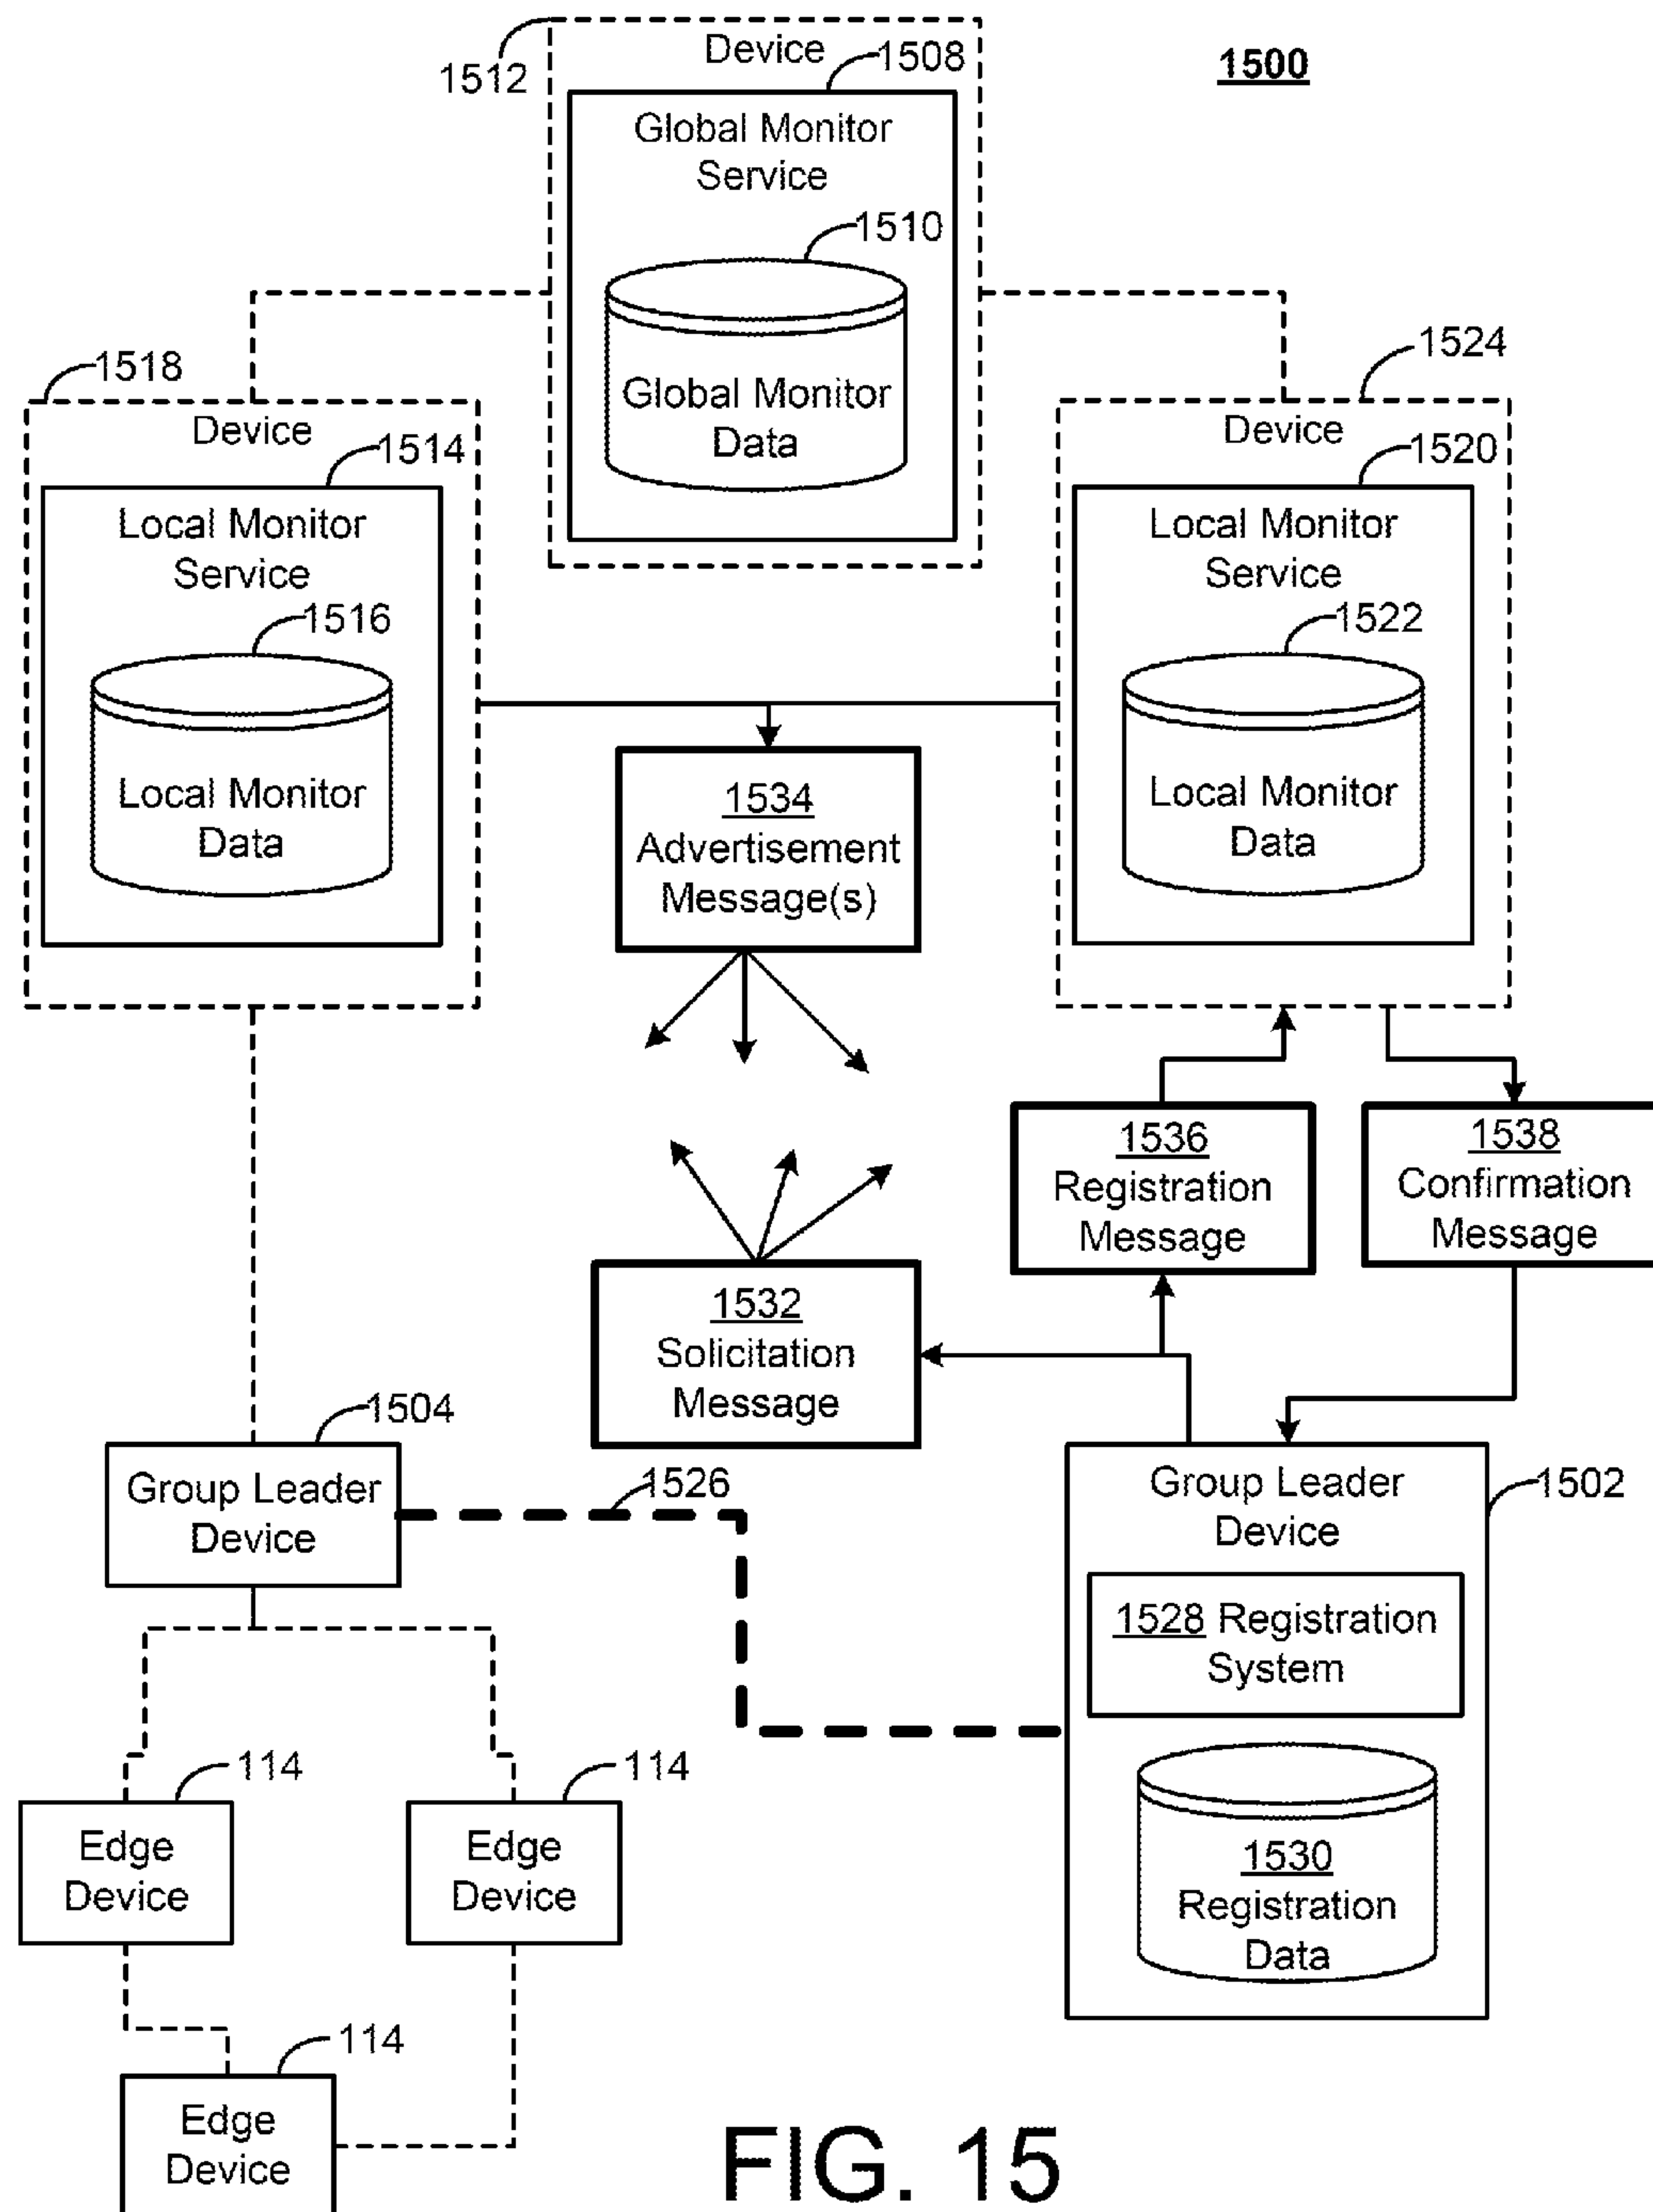 1500
1512
Device
1508
Global Monitor
Service
1510
Global Monitor
Data
1518
Device
1514
Local Monitor
Service
1516
Local Monitor
Data
1524
Device
1520
Local Monitor
Service
1522
Local Monitor
Data
1534
Advertisement
Message(s)
1536
Registration
Message
1538
Confirmation
Message
1532
Solicitation
Message
1504
Group Leader
Device
1526
Group Leader
Device
1502
1528 Registration
System
1530
Registration
Data
114
Edge
Device
114
Edge
Device
114
Edge
Device
FIG. 15